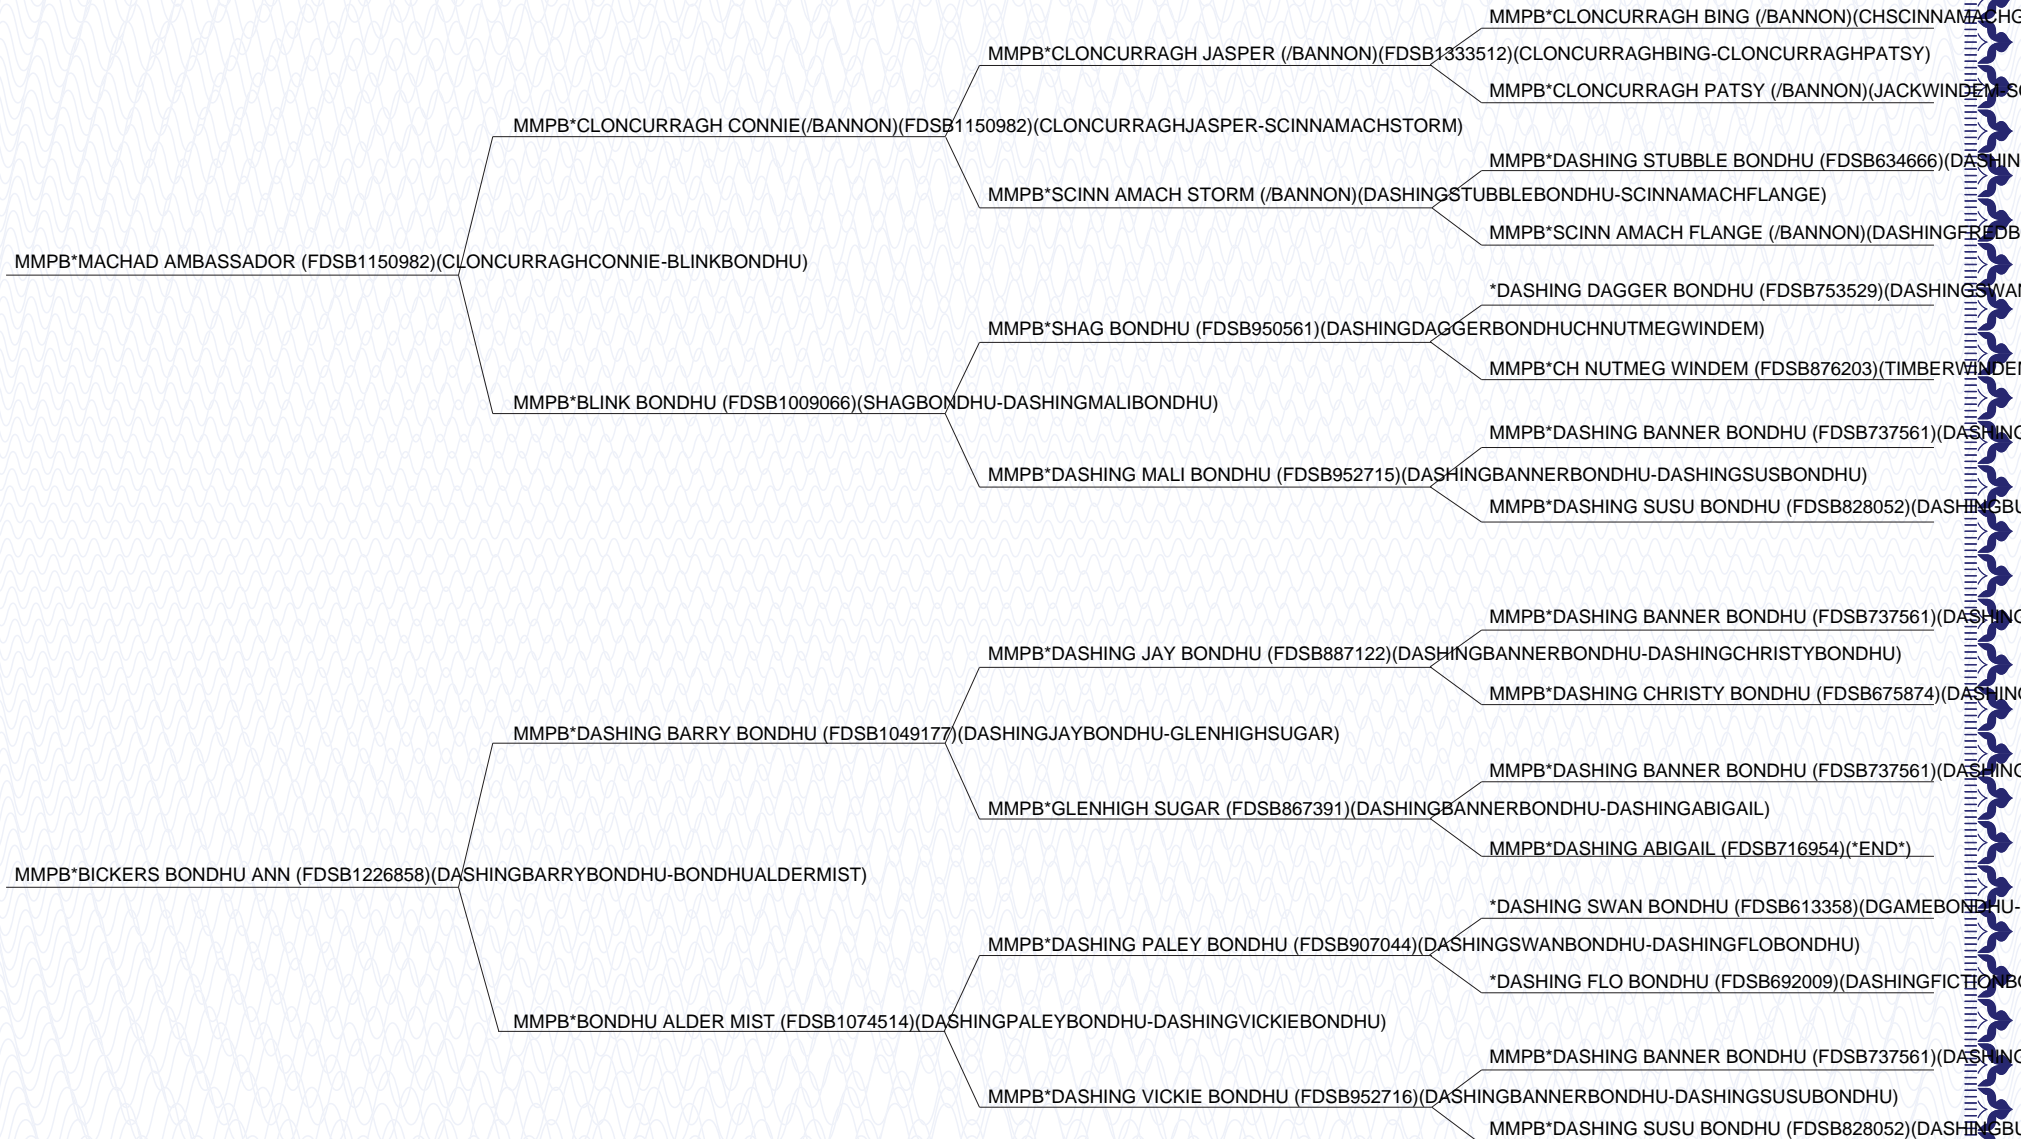 MMPB*CLONCURRAGH BING (/BANNON)(CHSCINNAMACHG
MMPB*CLONCURRAGH JASPER (/BANNON)(FDSB1333512)(CLONCURRAGHBING-CLONCURRAGHPATSY)
MMPB*CLONCURRAGH PATSY (/BANNON)(JACKWINDEM-SC
MMPB*CLONCURRAGH CONNIE(/BANNON)(FDSB1150982)(CLONCURRAGHJASPER-SCINNAMACHSTORM)
MMPB*DASHING STUBBLE BONDHU (FDSB634666)(DASHIN
MMPB*SCINN AMACH STORM (/BANNON)(DASHINGSTUBBLEBONDHU-SCINNAMACHFLANGE)
MMPB*SCINN AMACH FLANGE (/BANNON)(DASHINGFREDB
MMPB*MACHAD AMBASSADOR (FDSB1150982)(CLONCURRAGHCONNIE-BLINKBONDHU)
*DASHING DAGGER BONDHU (FDSB753529)(DASHINGSWAN
MMPB*SHAG BONDHU (FDSB950561)(DASHINGDAGGERBONDHUCHNUTMEGWINDEM)
MMPB*CH NUTMEG WINDEM (FDSB876203)(TIMBERWINDEM
MMPB*BLINK BONDHU (FDSB1009066)(SHAGBONDHU-DASHINGMALIBONDHU)
MMPB*DASHING BANNER BONDHU (FDSB737561)(DASHING
MMPB*DASHING MALI BONDHU (FDSB952715)(DASHINGBANNERBONDHU-DASHINGSUSBONDHU)
MMPB*DASHING SUSU BONDHU (FDSB828052)(DASHINGBU
MMPB*DASHING BANNER BONDHU (FDSB737561)(DASHING
MMPB*DASHING JAY BONDHU (FDSB887122)(DASHINGBANNERBONDHU-DASHINGCHRISTYBONDHU)
MMPB*DASHING CHRISTY BONDHU (FDSB675874)(DASHING
MMPB*DASHING BARRY BONDHU (FDSB1049177)(DASHINGJAYBONDHU-GLENHIGHSUGAR)
MMPB*DASHING BANNER BONDHU (FDSB737561)(DASHING
MMPB*GLENHIGH SUGAR (FDSB867391)(DASHINGBANNERBONDHU-DASHINGABIGAIL)
MMPB*DASHING ABIGAIL (FDSB716954)(*END*)
MMPB*BICKERS BONDHU ANN (FDSB1226858)(DASHINGBARRYBONDHU-BONDHUALDERMIST)
*DASHING SWAN BONDHU (FDSB613358)(DGAMEBONDHU-
MMPB*DASHING PALEY BONDHU (FDSB907044)(DASHINGSWANBONDHU-DASHINGFLOBONDHU)
*DASHING FLO BONDHU (FDSB692009)(DASHINGFICTIONBO
MMPB*BONDHU ALDER MIST (FDSB1074514)(DASHINGPALEYBONDHU-DASHINGVICKIEBONDHU)
MMPB*DASHING BANNER BONDHU (FDSB737561)(DASHING
MMPB*DASHING VICKIE BONDHU (FDSB952716)(DASHINGBANNERBONDHU-DASHINGSUSUBONDHU)
MMPB*DASHING SUSU BONDHU (FDSB828052)(DASHINGBU